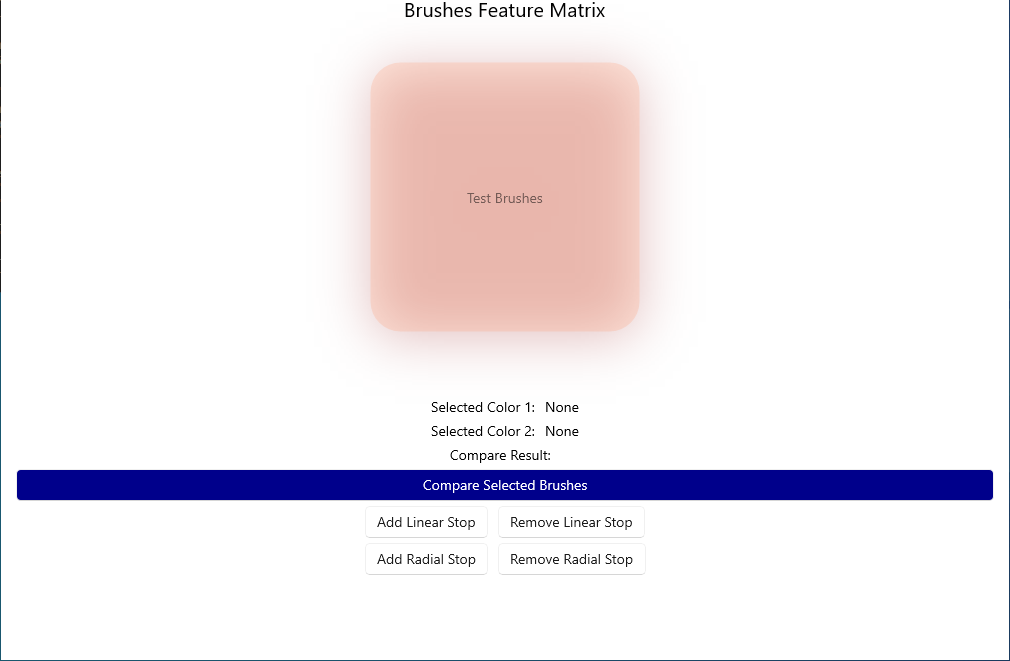 Brushes Feature Matrix
Test Brushes
Selected Color 1: None
Selected Color 2: None
Compare Result:
Compare Selected Brushes
Add Linear Stop Remove Linear Stop
Add Radial Stop Remove Radial Stop